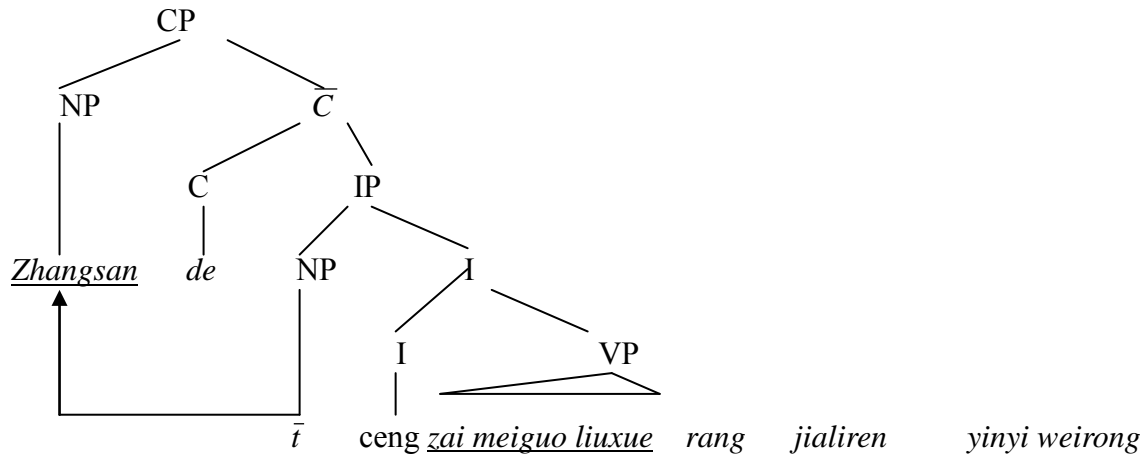 CP
NP C̅
C IP
Zhangsan de NP I
I VP
t̅ ceng zai meiguo liuxue rang jialiren yinyi weirong